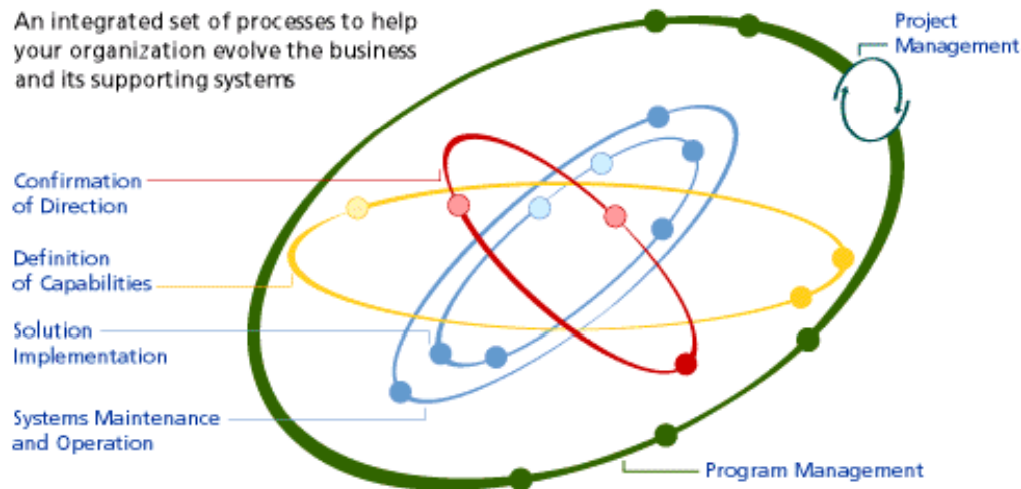 An integrated set of processes to help
your organization evolve the business
and its supporting systems
Project
Management
Confirmation
of Direction
Definition
of Capabilities
Solution
Implementation
Systems Maintenance
and Operation
Program Management